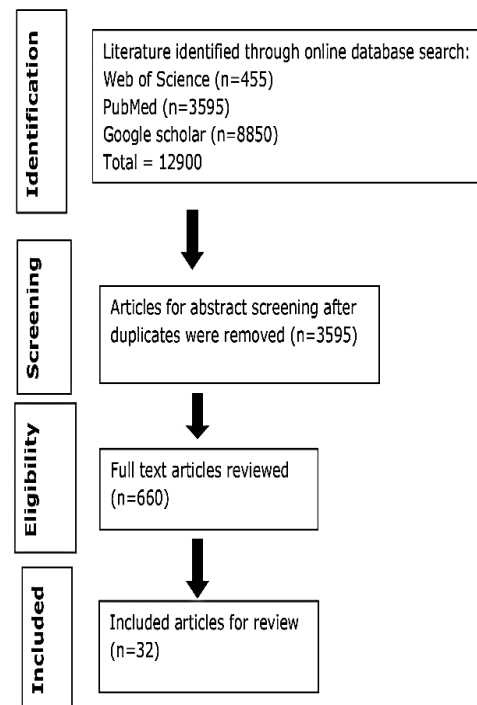 Identification
Literature identified through online database search:
Web of Science (n=455)
PubMed (n=3595)
Google scholar (n=8850)
Total = 12900
Screening
Articles for abstract screening after
duplicates were removed (n=3595)
Eligibility
Full text articles reviewed
(n=660)
Included
Included articles for review
(n=32)